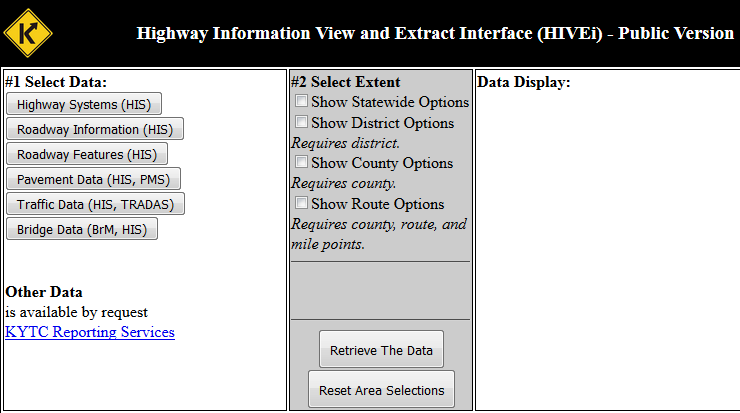 K
Highway Information View and Extract Interface (HIVEi) - Public Version
#1 Select Data:
Highway Systems (HIS)
Roadway Information (HIS)
Roadway Features (HIS)
Pavement Data (HIS, PMS)
Traffic Data (HIS, TRADAS)
Bridge Data (BrM, HIS)
Other Data
is available by request
KYTC Reporting Services
#2 Select Extent
Show Statewide Options
Show District Options
Requires district.
Show County Options
Requires county.
Show Route Options
Requires county, route, and
mile points.
Retrieve The Data
Reset Area Selections
Data Display: